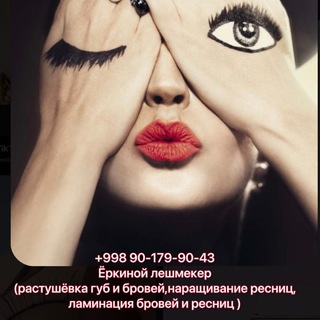 +998 90-179-90-43
Ёркиной лешмекер
(растушёвка губ и бровей,наращивание ресниц,
ламинация бровей и ресниц )